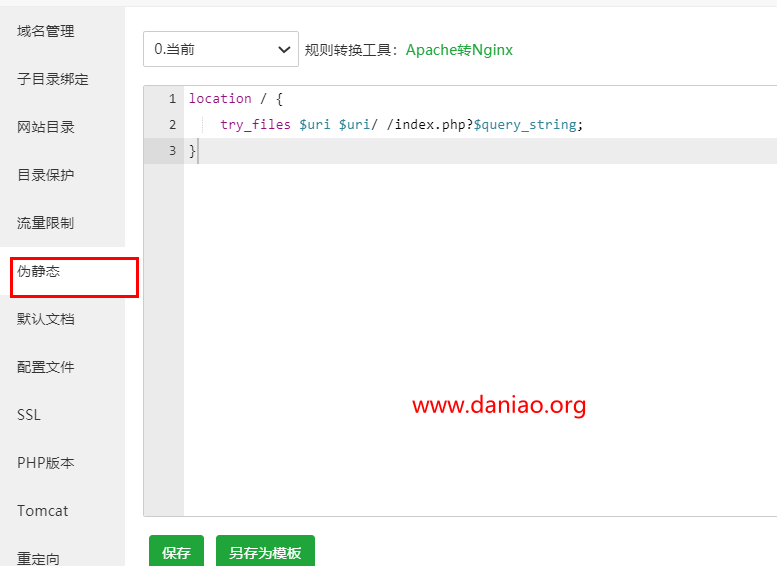 域名管理
子目录绑定
网站目录
目录保护
流量限制
伪静态
默认文档
配置文件
SSL
PHP版本
Tomcat
重定向
0.当前
规则转换工具：Apache转Nginx
1 location / {
2 try_files $uri $uri/ /index.php?$query_string;
3 }
www.daniao.org
保存
另存为模板